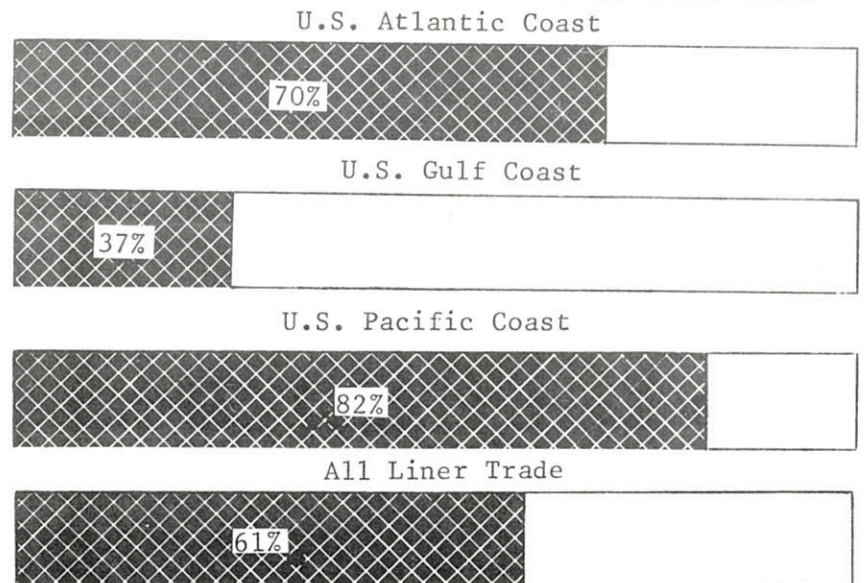 U.S. Atlantic Coast
70%
U.S. Gulf Coast
37%
U.S. Pacific Coast
82%
All Liner Trade
61%